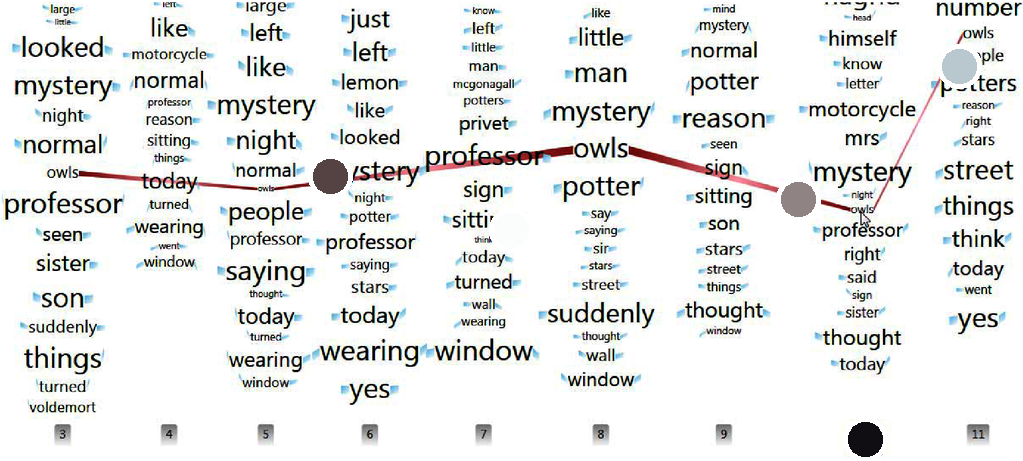 large
little
looked
mystery
night
normal
owls
professor
seen
sister
son
suddenly
things
turned
voldemort
3
left
like
motorcycle
normal
professor
reason
sitting
things
today
turned
wearing
went
window
4
large
left
like
mystery
night
normal
owls
people
professor
saying
thought
today
turned
wearing
window
5
just
left
lemon
like
looked
ystery
night
potter
professor
saying
stars
today
wearing
yes
6
know
left
little
man
mcgonagall
potters
privet
professor
sign
sittir
think
today
turned
wall
wearing
window
7
like
little
man
mystery
owls
potter
say
saying
sir
stars
street
suddenly
thought
wall
window
8
mind
mystery
normal
potter
reason
seen
sign
sitting
son
stars
street
things
thought
window
9
hagrid
head
himself
know
letter
motorcycle
mrs
mystery
night
owls
professor
right
said
sign
sister
thought
today
number
owls
ople
potters
reason
right
stars
street
things
think
today
went
yes
11